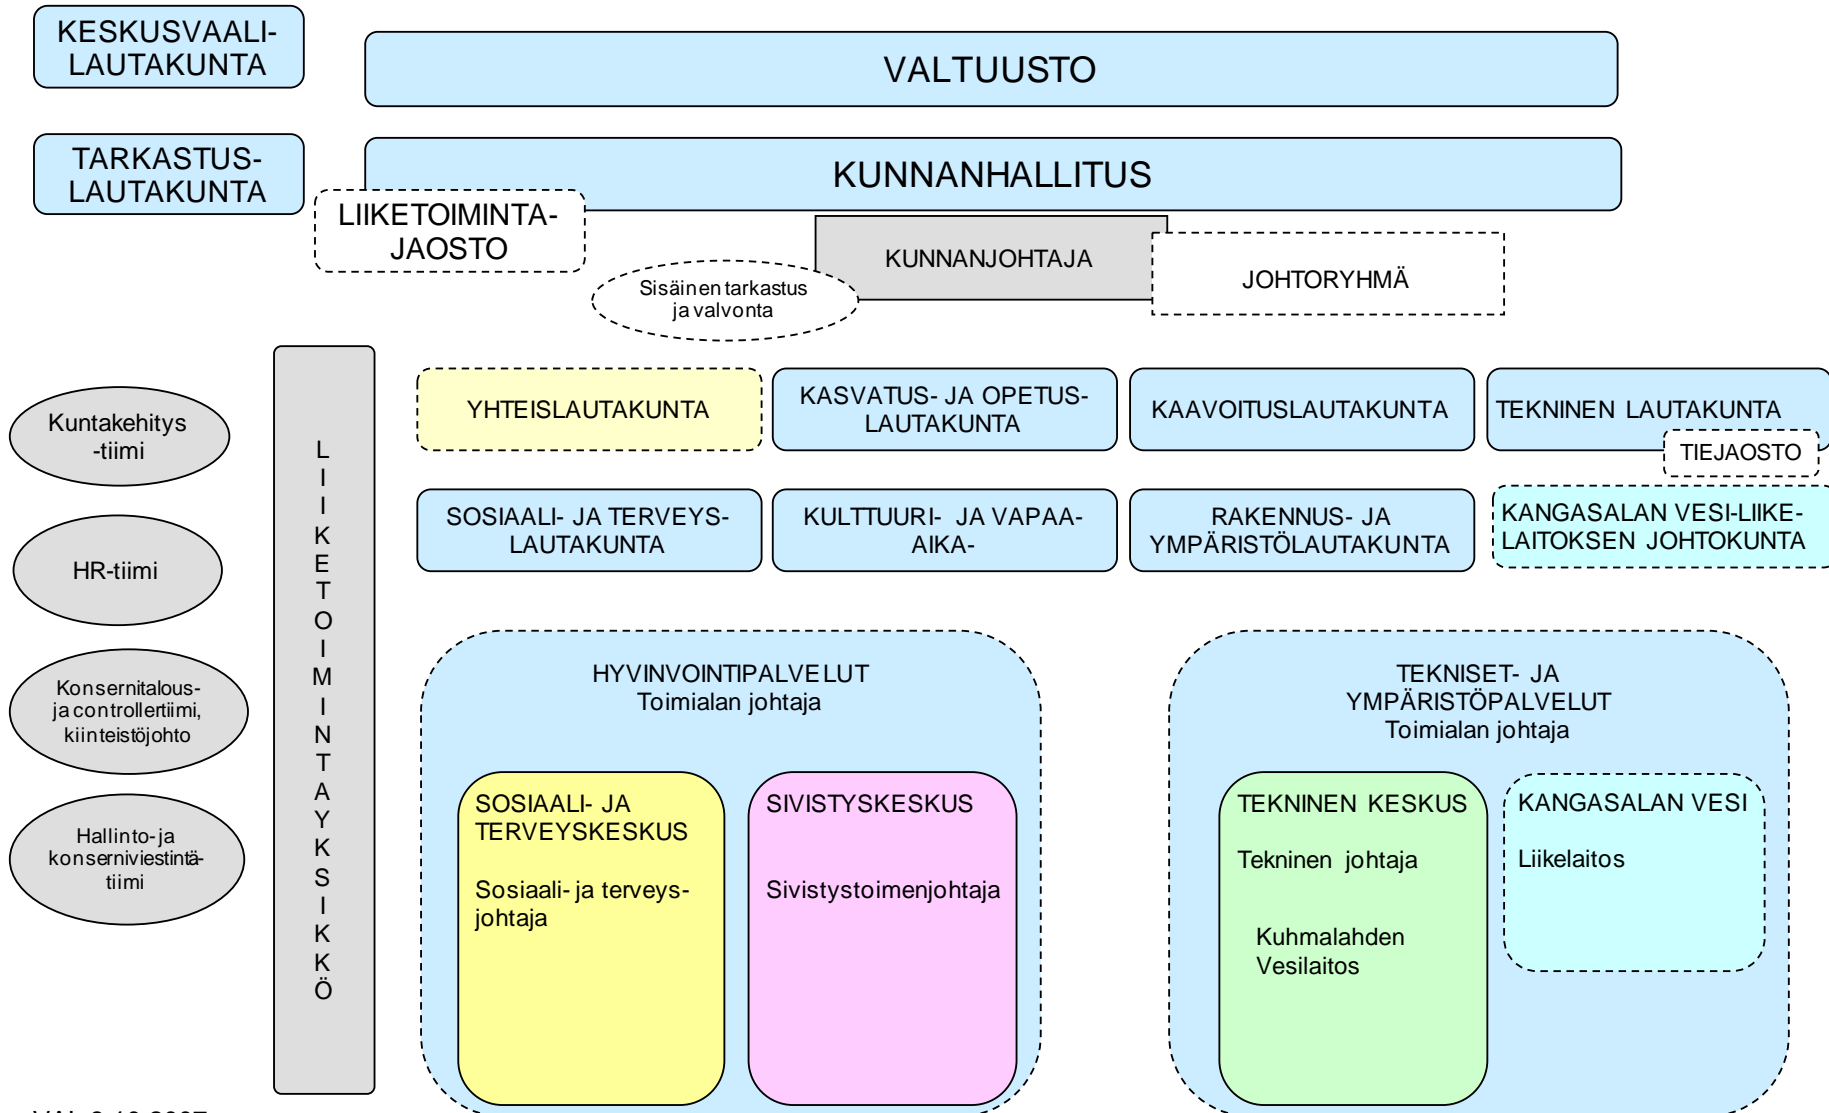 KESKUSVAALI-
LAUTAKUNTA
VALTUUSTO
TARKASTUS-
LAUTAKUNTA
KUNNANHALLITUS
LIIKETOIMINTA-
JAOSTO
KUNNANJOHTAJA
JOHTORYHMÄ
Sisäinen tarkastus
ja valvonta
Kuntakehitys
-tiimi
HR-tiimi
Konsernitalous-
ja controllertiimi,
kiinteistöjohto
Hallinto- ja
konserniviestintä-
tiimi
L
I
I
K
E
T
O
I
M
I
N
T
A
Y
K
S
I
K
K
Ö
YHTEISLAUTAKUNTA
KASVATUS- JA OPETUS-
LAUTAKUNTA
KAAVOITUSLAUTAKUNTA
TEKNINEN LAUTAKUNTA
TIEJAOSTO
SOSIAALI- JA TERVEYS-
LAUTAKUNTA
KULTTUURI- JA VAPAA-
AIKA-
RAKENNUS- JA
YMPÄRISTÖLAUTAKUNTA
KANGASALAN VESI-LIIKE-
LAITOKSEN JOHTOKUNTA
HYVINVOINTIPALVELUT
Toimialan johtaja
SOSIAALI- JA
TERVEYSKESKUS
Sosiaali- ja terveys-
johtaja
SIVISTYSKESKUS
Sivistystoimenjohtaja
TEKNISET- JA
YMPÄRISTÖPALVELUT
Toimialan johtaja
TEKNINEN KESKUS
Tekninen johtaja
Kuhmalahden
Vesilaitos
KANGASALAN VESI
Liikelaitos